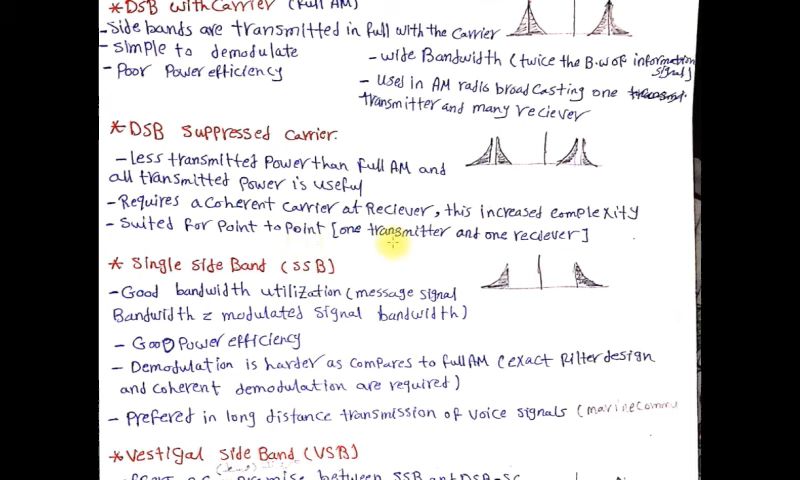 * DSB with Carrier (Full AM)
- side bands are transmitted in full with the Carrier
- simple to demodulate
- Poor Power efficiency
- wide Bandwidth (twice the B.W of information signal)
- Used in AM radio broadCasting one
transmitter and many reciever
* DSB suppressed carrier.
- Less transmitted Power than full AM and
all transmitted power is useful
- Requires a coherent Carrier at Reciever, this increased complexity
- suited for Point to Point [one transmitter and one reciever]
* Single side Band (SSB)
- Good bandwidth utilization (message signal
Bandwidth = modulated signal bandwidth)
- Good Power efficiency
- Demodulation is harder as compares to full AM (exact filter design
and coherent demodulation are required)
- Prefered in long distance transmission of voice signals (marine commu
* Vestigal side Band (VSB)
promise between SSB and DSB-SC